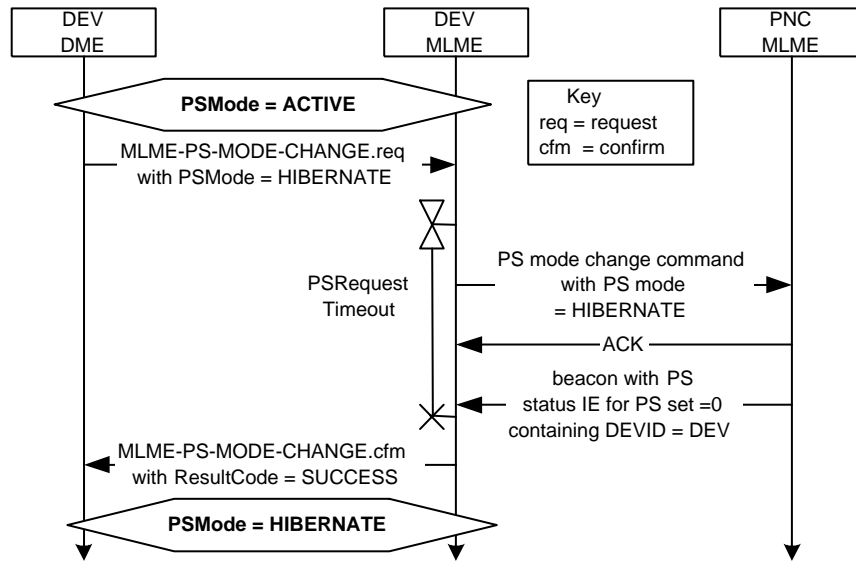 DEV
DME
DEV
MLME
PNC
MLME
PSMode = ACTIVE
Key
req = request
cfm = confirm
MLME-PS-MODE-CHANGE.req
with PSMode = HIBERNATE
PSRequest
Timeout
PS mode change command
with PS mode
= HIBERNATE
ACK
beacon with PS
status IE for PS set =0
containing DEVID = DEV
MLME-PS-MODE-CHANGE.cfm
with ResultCode = SUCCESS
PSMode = HIBERNATE